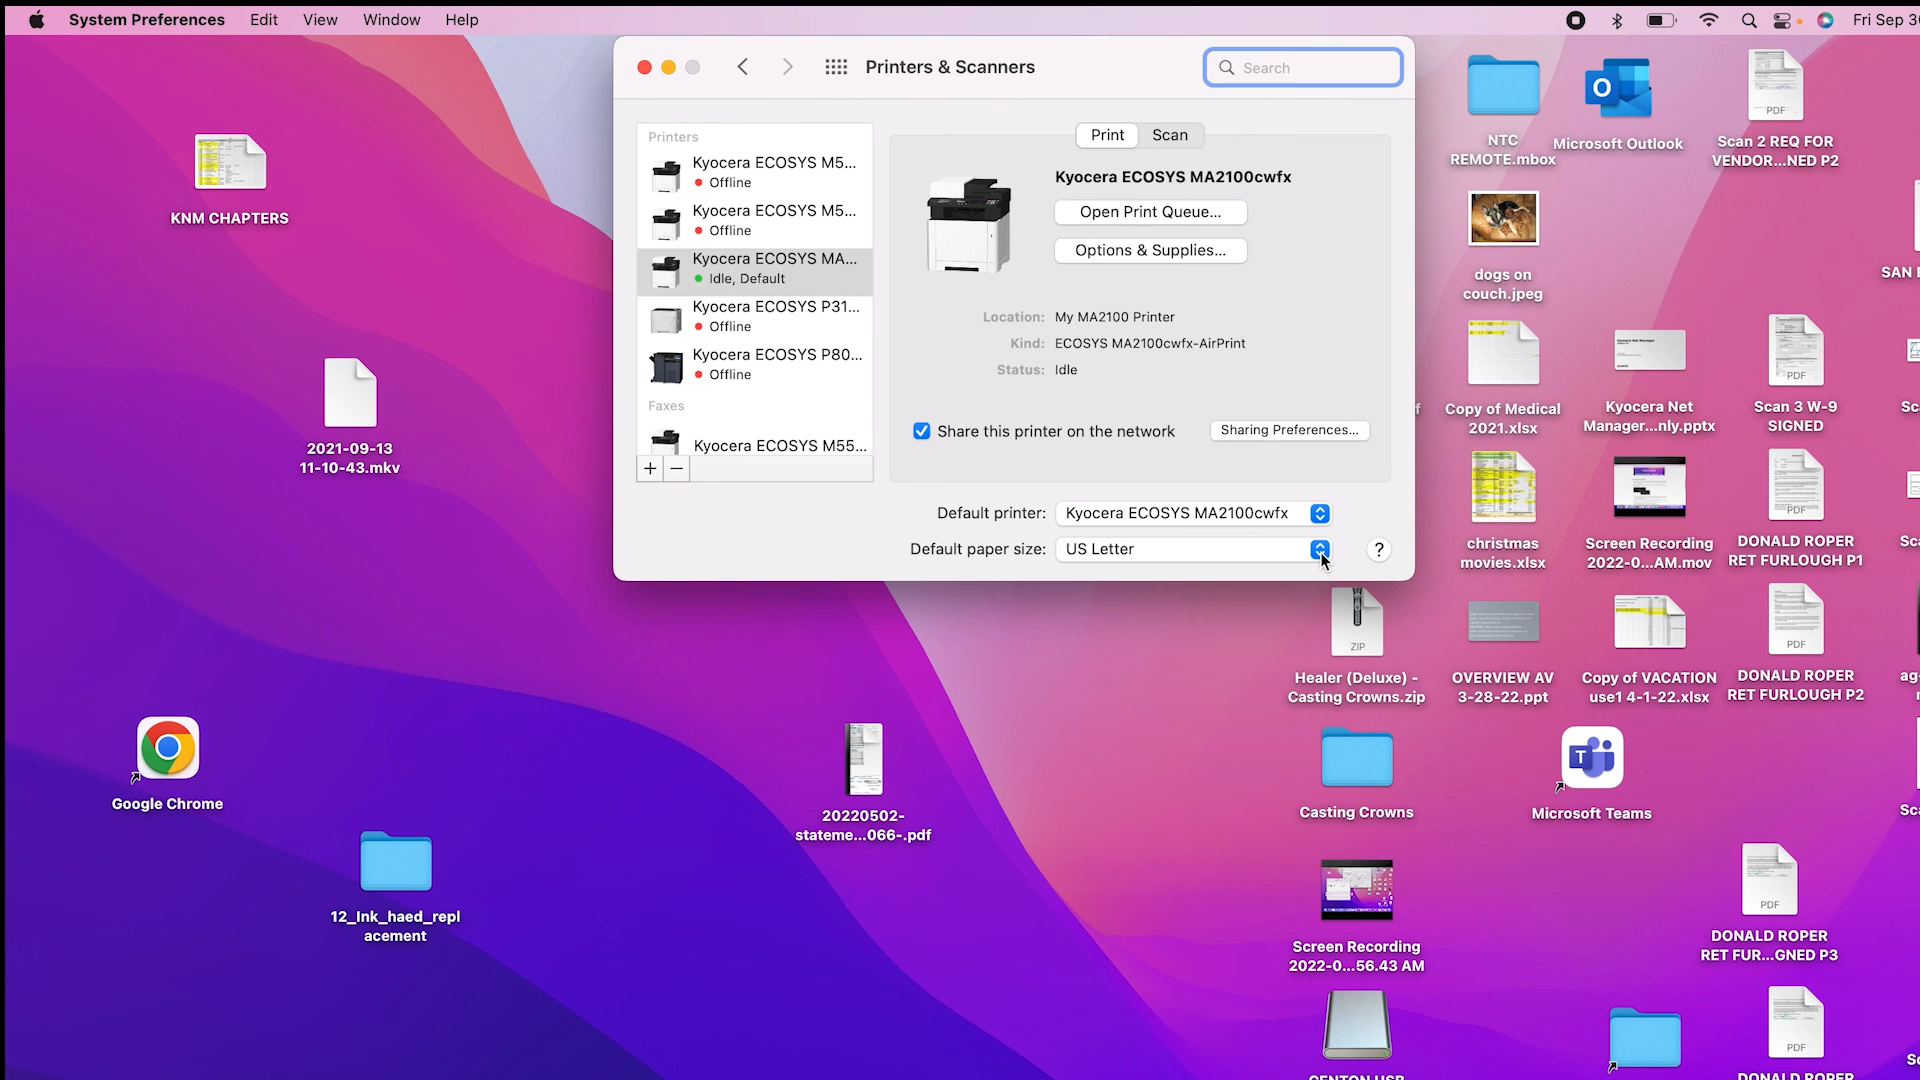 System Preferences Edit View Window Help
Fri Sep 3
Printers & Scanners
Search
Printers
Kyocera ECOSYS M5...
Offline
Kyocera ECOSYS M5...
Offline
Kyocera ECOSYS MA...
Idle, Default
Kyocera ECOSYS P31...
Offline
Kyocera ECOSYS P80...
Offline
Faxes
Kyocera ECOSYS M55...
+ −
Print Scan
Kyocera ECOSYS MA2100cwfx
Open Print Queue...
Options & Supplies...
Location: My MA2100 Printer
Kind: ECOSYS MA2100cwfx-AirPrint
Status: Idle
Share this printer on the network
Sharing Preferences...
Default printer: Kyocera ECOSYS MA2100cwfx
Default paper size: US Letter
?
KNM CHAPTERS
2021-09-13
11-10-43.mkv
Google Chrome
12_Ink_haed_repl
acement
20220502-
stateme...066-.pdf
NTC
REMOTE.mbox
Microsoft Outlook
PDF
Scan 2 REQ FOR
VENDOR...NED P2
dogs on
couch.jpeg
SAN
Copy of Medical
2021.xlsx
Kyocera Net
Manager...nly.pptx
PDF
Scan 3 W-9
SIGNED
christmas
movies.xlsx
Screen Recording
2022-0...AM.mov
PDF
DONALD ROPER
RET FURLOUGH P1
ZIP
Healer (Deluxe) -
Casting Crowns.zip
OVERVIEW AV
3-28-22.ppt
Copy of VACATION
use1 4-1-22.xlsx
PDF
DONALD ROPER
RET FURLOUGH P2
Casting Crowns
Microsoft Teams
Screen Recording
2022-0...56.43 AM
PDF
DONALD ROPER
RET FUR...GNED P3
PDF
DONALD ROPER